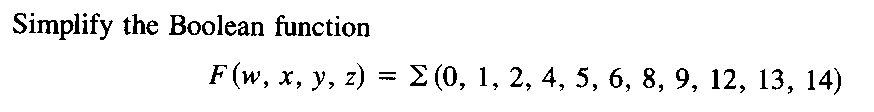 Simplify the Boolean function
F(w, x, y, z) = Σ(0, 1, 2, 4, 5, 6, 8, 9, 12, 13, 14)